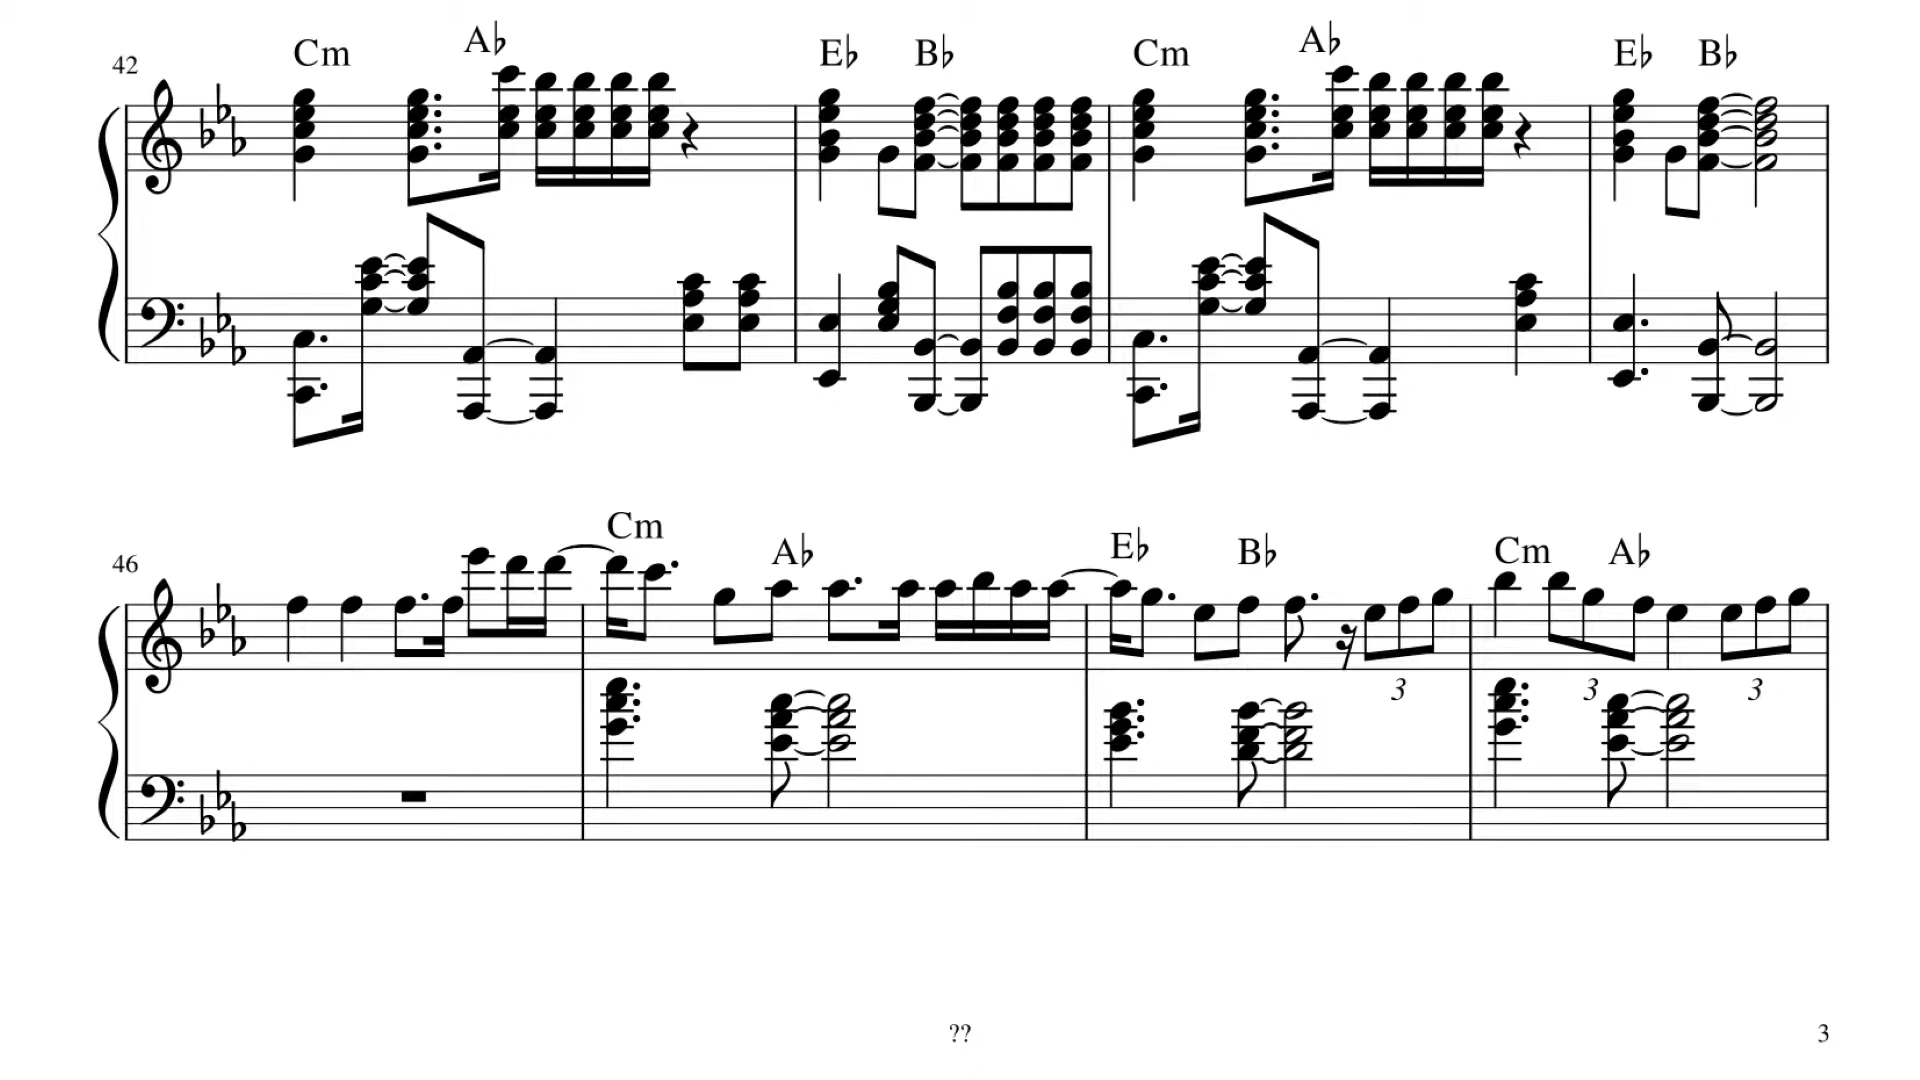 42 Cm A♭ E♭ B♭ Cm A♭ E♭ B♭
46 Cm A♭ E♭ B♭ Cm A♭
3 3 3
?? 3